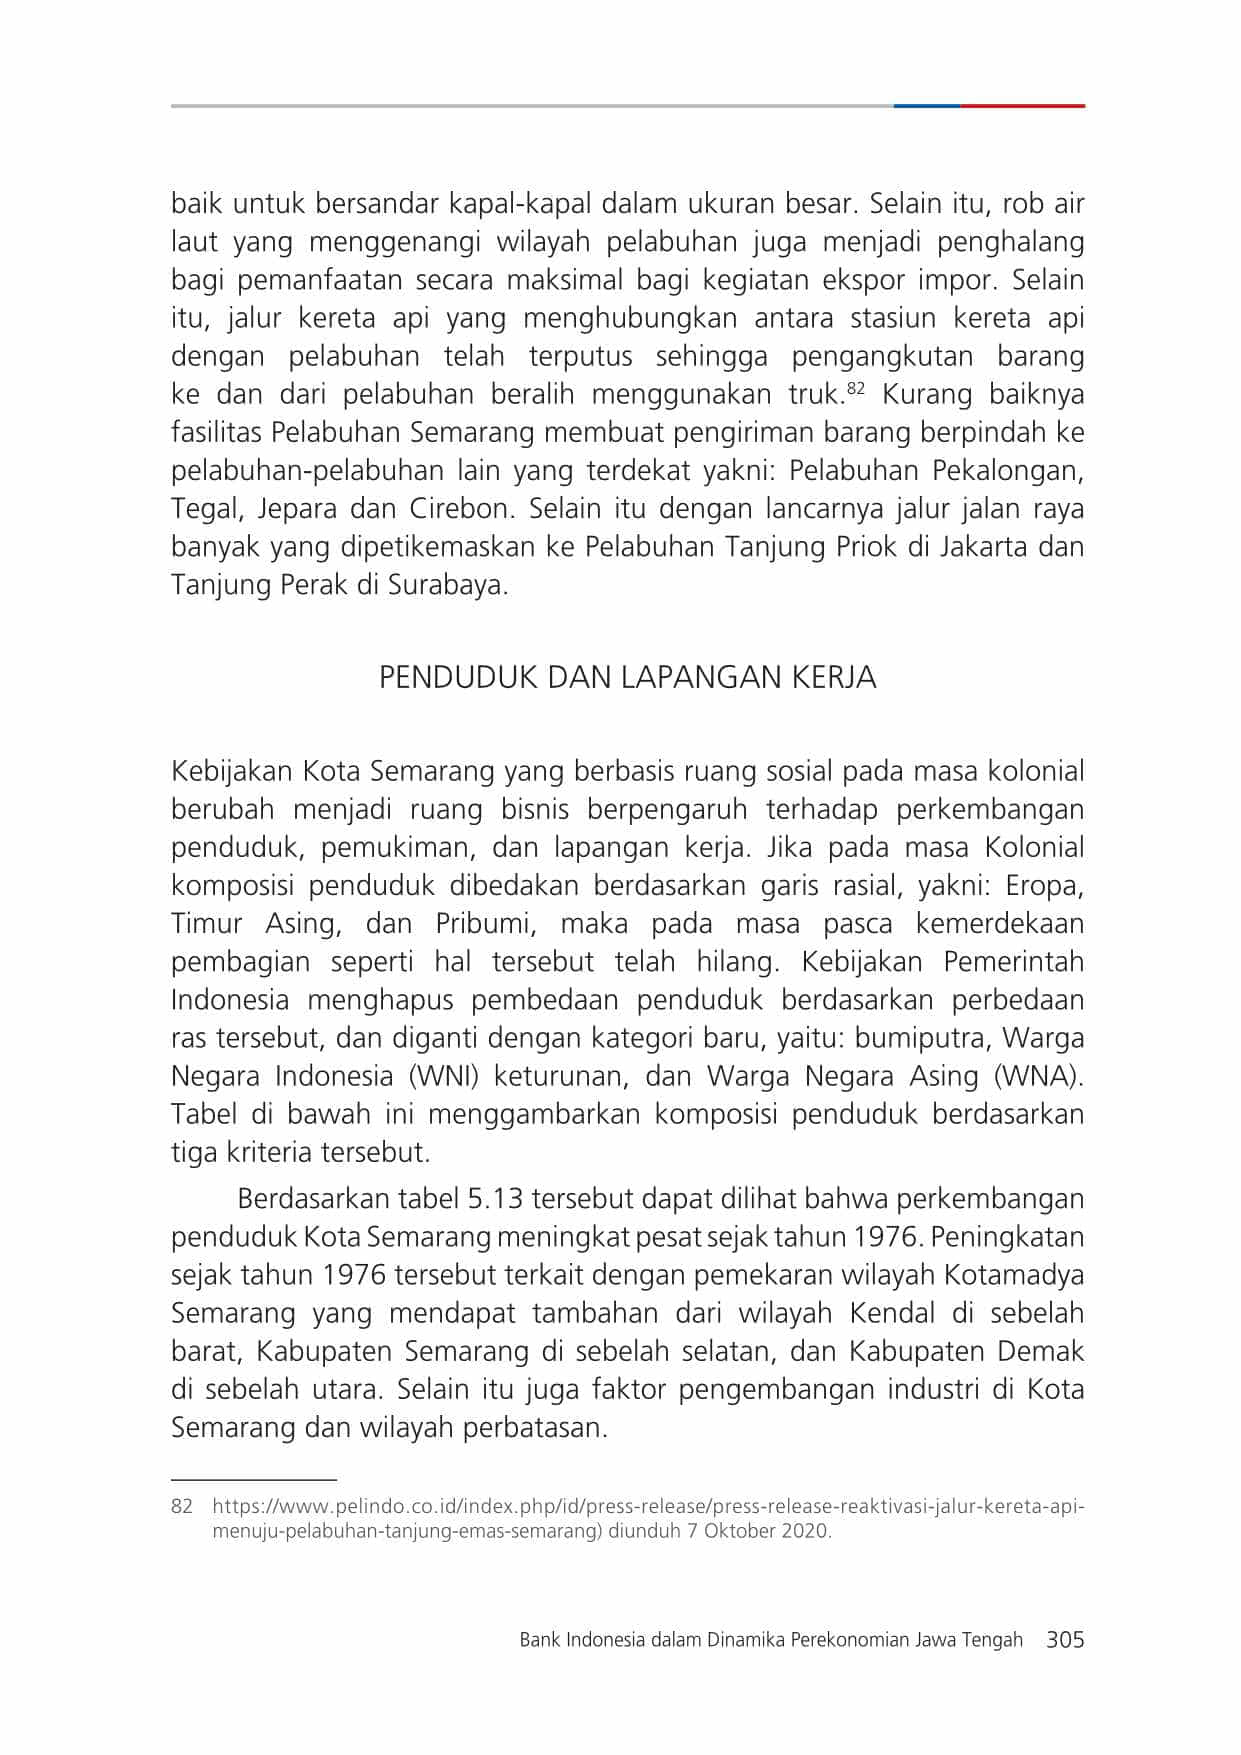 baik untuk bersandar kapal-kapal dalam ukuran besar. Selain itu, rob air
laut yang menggenangi wilayah pelabuhan juga menjadi penghalang
bagi pemanfaatan secara maksimal bagi kegiatan ekspor impor. Selain
itu, jalur kereta api yang menghubungkan antara stasiun kereta api
dengan pelabuhan telah terputus sehingga pengangkutan barang
ke dan dari pelabuhan beralih menggunakan truk.82 Kurang baiknya
fasilitas Pelabuhan Semarang membuat pengiriman barang berpindah ke
pelabuhan-pelabuhan lain yang terdekat yakni: Pelabuhan Pekalongan,
Tegal, Jepara dan Cirebon. Selain itu dengan lancarnya jalur jalan raya
banyak yang dipetikemaskan ke Pelabuhan Tanjung Priok di Jakarta dan
Tanjung Perak di Surabaya.
PENDUDUK DAN LAPANGAN KERJA
Kebijakan Kota Semarang yang berbasis ruang sosial pada masa kolonial
berubah menjadi ruang bisnis berpengaruh terhadap perkembangan
penduduk, pemukiman, dan lapangan kerja. Jika pada masa Kolonial
komposisi penduduk dibedakan berdasarkan garis rasial, yakni: Eropa,
Timur Asing, dan Pribumi, maka pada masa pasca kemerdekaan
pembagian seperti hal tersebut telah hilang. Kebijakan Pemerintah
Indonesia menghapus pembedaan penduduk berdasarkan perbedaan
ras tersebut, dan diganti dengan kategori baru, yaitu: bumiputra, Warga
Negara Indonesia (WNI) keturunan, dan Warga Negara Asing (WNA).
Tabel di bawah ini menggambarkan komposisi penduduk berdasarkan
tiga kriteria tersebut.
Berdasarkan tabel 5.13 tersebut dapat dilihat bahwa perkembangan
penduduk Kota Semarang meningkat pesat sejak tahun 1976. Peningkatan
sejak tahun 1976 tersebut terkait dengan pemekaran wilayah Kotamadya
Semarang yang mendapat tambahan dari wilayah Kendal di sebelah
barat, Kabupaten Semarang di sebelah selatan, dan Kabupaten Demak
di sebelah utara. Selain itu juga faktor pengembangan industri di Kota
Semarang dan wilayah perbatasan.
82 https://www.pelindo.co.id/index.php/id/press-release/press-release-reaktivasi-jalur-kereta-api-
menuju-pelabuhan-tanjung-emas-semarang) diunduh 7 Oktober 2020.
Bank Indonesia dalam Dinamika Perekonomian Jawa Tengah 305